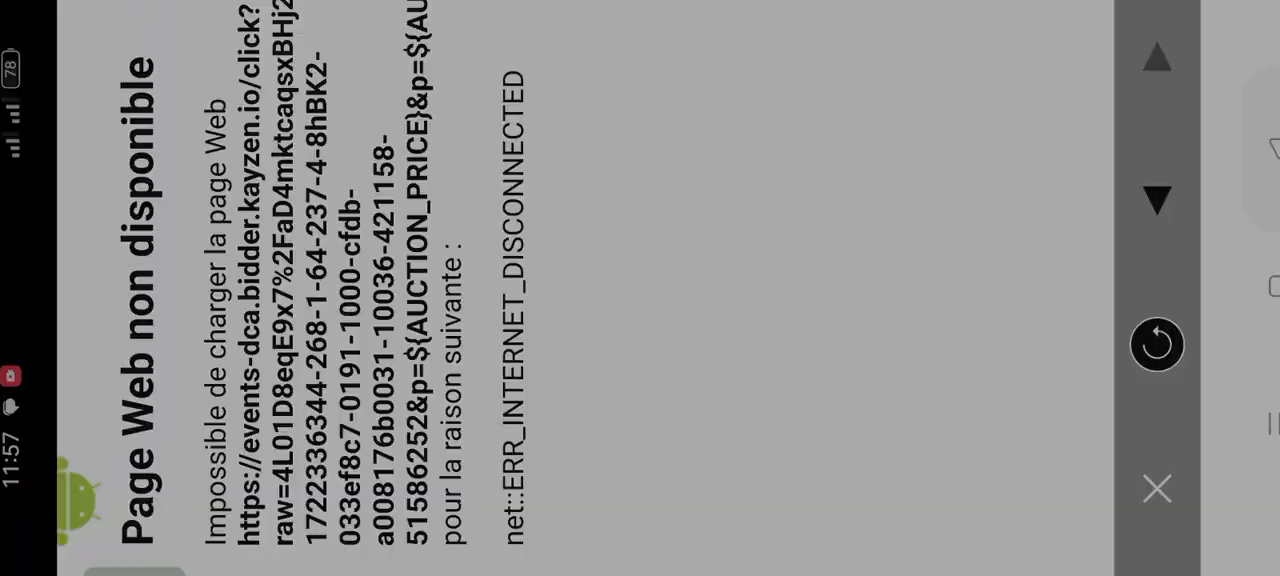 11:57
78
Page Web non disponible
Impossible de charger la page Web
https://events-dca.bidder.kayzen.io/click?
raw=4L01D8eqE9x7%2FaD4mktcaqsxBHj2
1722336344-268-1-64-237-4-8hBK2-
033ef8c7-0191-1000-cfdb-
a008176b0031-10036-421158-
51586252&p=${AUCTION_PRICE}&p=${AU
pour la raison suivante :
net::ERR_INTERNET_DISCONNECTED